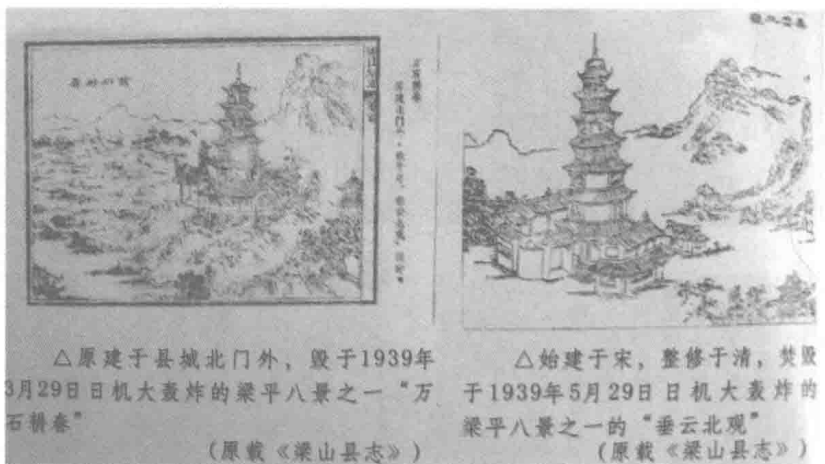 △原建于县城北门外，毁于1939年
3月29日日机大轰炸的梁平八景之一“万
石耕春”
（原载《梁山县志》）
△始建于宋，整修于清，焚毁
于1939年5月29日日机大轰炸的
梁平八景之一的“垂云北观”
（原载《梁山县志》）